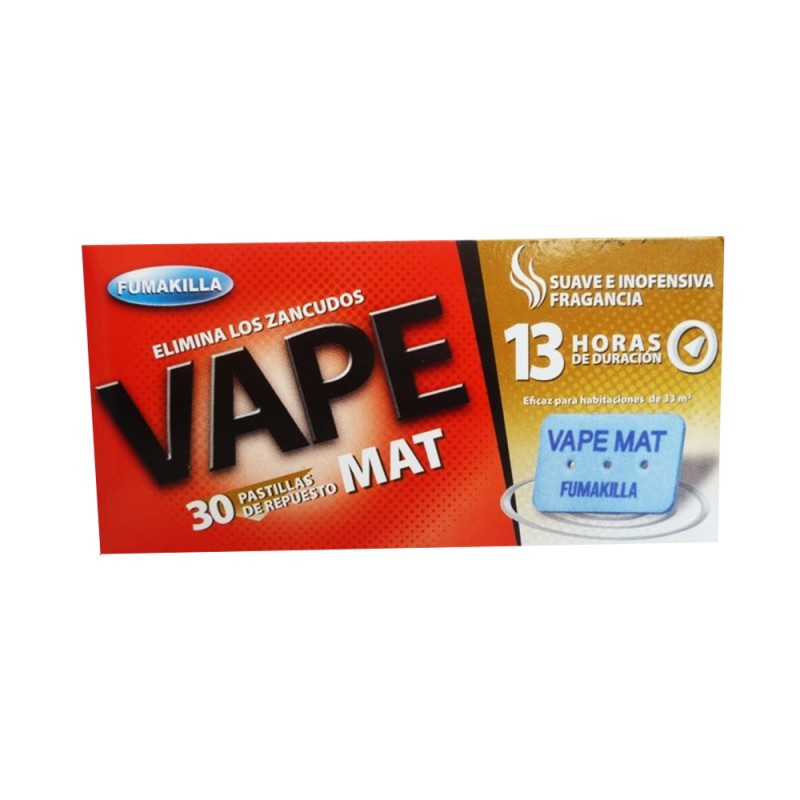 FUMAKILLA
ELIMINA LOS ZANCUDOS
VAPE
MAT
30 PASTILLAS
DE REPUESTO
SUAVE E INOFENSIVA
FRAGANCIA
13 HORAS
DE DURACIÓN
Eficaz para habitaciones de 33 m³
VAPE MAT
FUMAKILLA